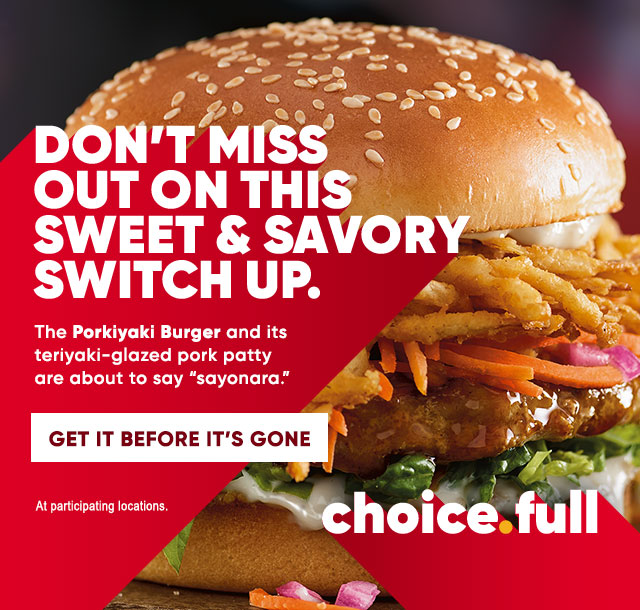 DON'T MISS
OUT ON THIS
SWEET & SAVORY
SWITCH UP.
The Porkiyaki Burger and its
teriyaki-glazed pork patty
are about to say “sayonara.”
GET IT BEFORE IT'S GONE
At participating locations.
choice.full